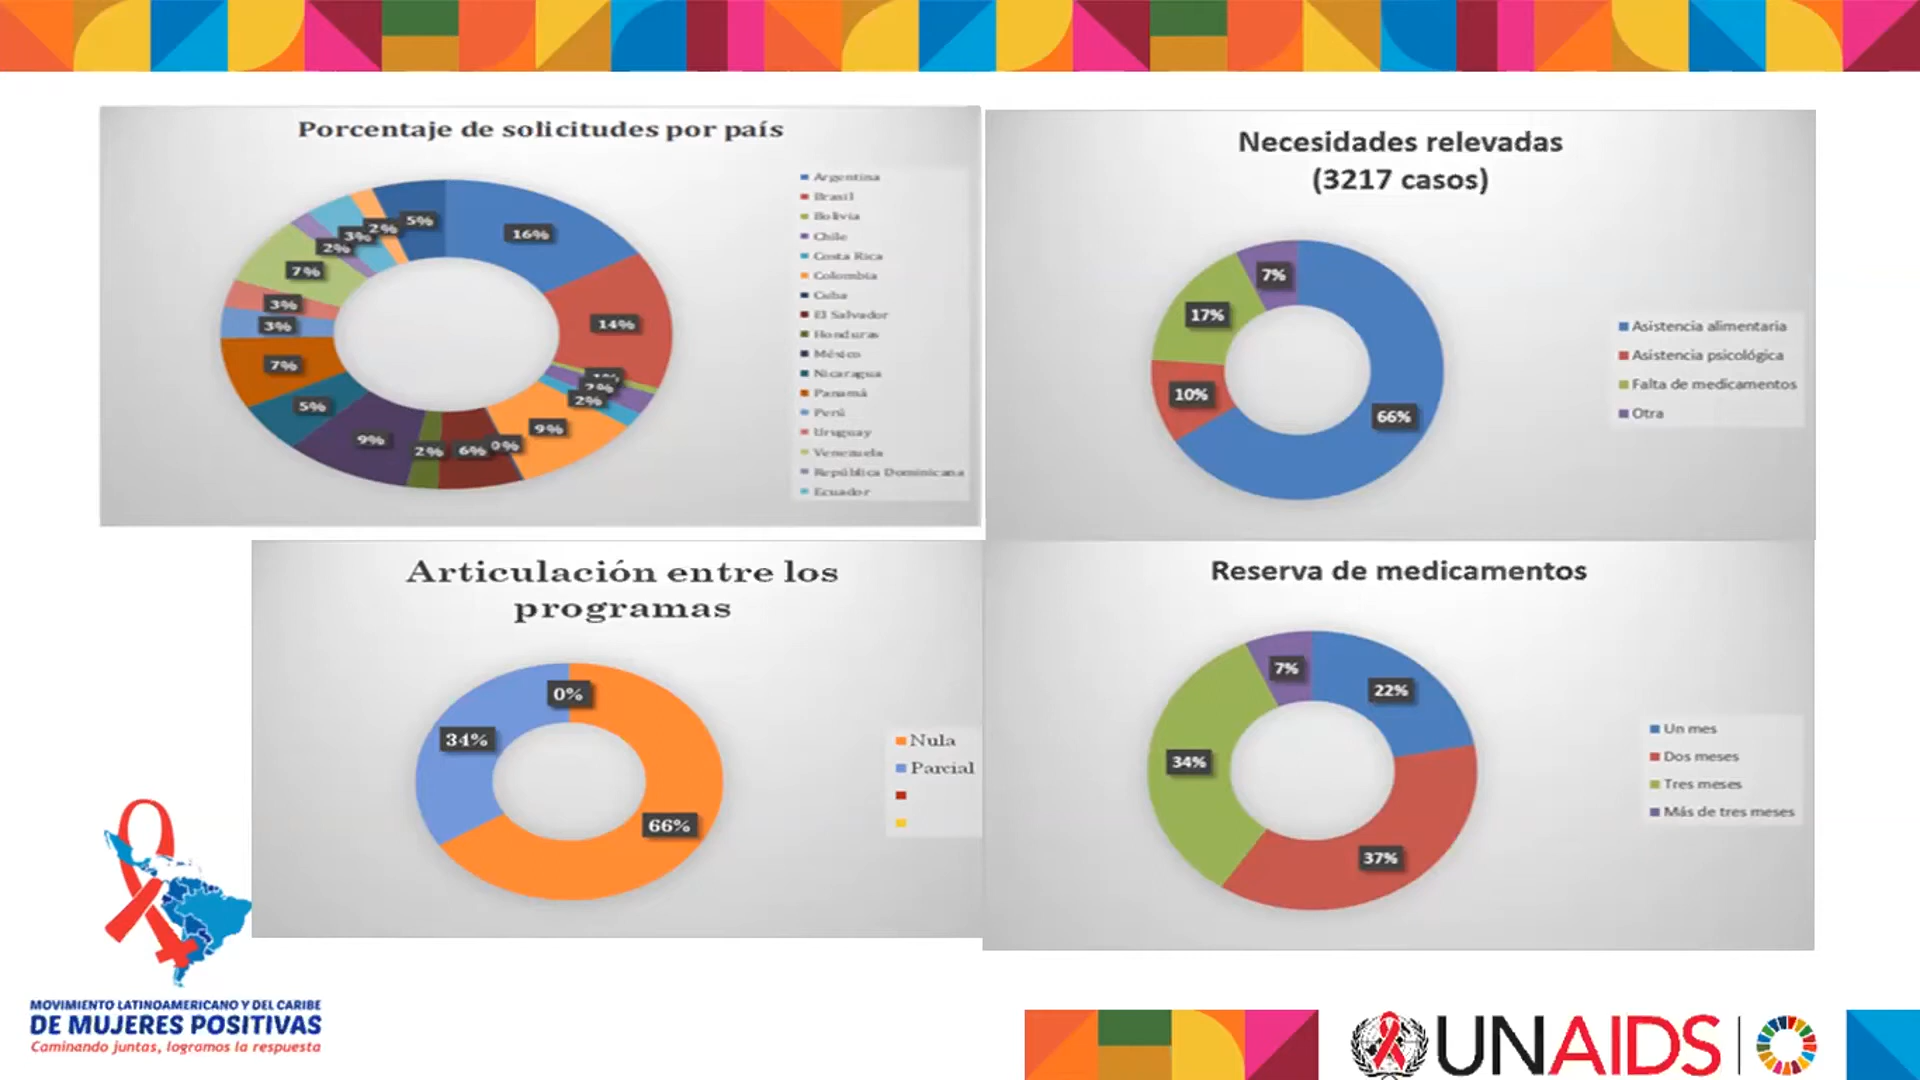 Porcentaje de solicitudes por país
16%
14%
2%
2%
9%
0%
6%
2%
9%
5%
7%
3%
3%
7%
2%
3%
2%
5%
Argentina
Brasil
Bolivia
Chile
Costa Rica
Colombia
Cuba
El Salvador
Honduras
México
Nicaragua
Panamá
Perú
Uruguay
Venezuela
República Dominicana
Ecuador
Necesidades relevadas
(3217 casos)
7%
17%
10%
66%
Asistencia alimentaria
Asistencia psicológica
Falta de medicamentos
Otra
Articulación entre los
programas
0%
34%
66%
Nula
Parcial
Reserva de medicamentos
7%
22%
34%
37%
Un mes
Dos meses
Tres meses
Más de tres meses
MOVIMIENTO LATINOAMERICANO Y DEL CARIBE
DE MUJERES POSITIVAS
Caminando juntas, logramos la respuesta
UNAIDS